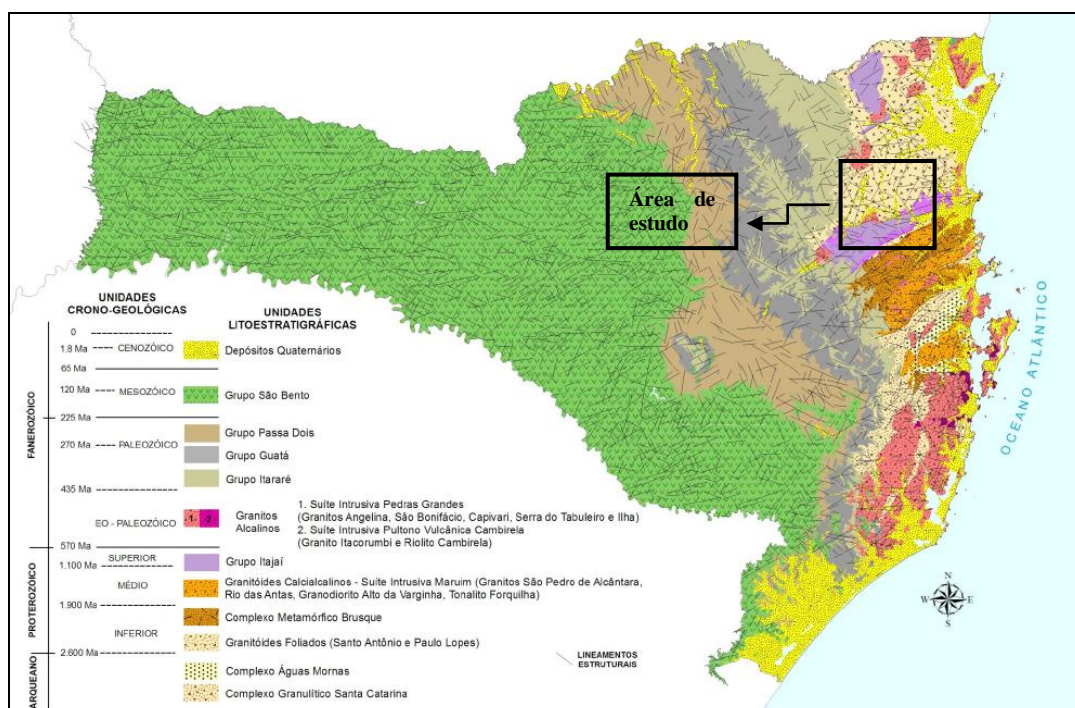 Área de
estudo
OCEANO ATLÂNTICO
N
W E
S
UNIDADES
CRONO-GEOLÓGICAS
UNIDADES
LITOESTRATIGRÁFICAS
0
1.8 Ma
CENOZÓICO
Depósitos Quaternários
65 Ma
120 Ma
MESOZÓICO
Grupo São Bento
225 Ma
FANEROZÓICO
270 Ma
PALEOZÓICO
Grupo Passa Dois
Grupo Guatá
Grupo Itararé
435 Ma
EO - PALEOZÓICO
1 2
Granitos
Alcalinos
1. Suíte Intrusiva Pedras Grandes
(Granitos Angelina, São Bonifácio, Capivari, Serra do Tabuleiro e Ilha)
2. Suíte Intrusiva Pultono Vulcânica Cambirela
(Granito Itacorumbi e Riolito Cambirela)
570 Ma
SUPERIOR
Grupo Itajaí
1.100 Ma
PROTEROZÓICO
MÉDIO
Granitóides Calcialcalinos - Suíte Intrusiva Maruim (Granitos São Pedro de Alcântara,
Rio das Antas, Granodiorito Alto da Varginha, Tonalito Forquilha)
1.900 Ma
Complexo Metamórfico Brusque
INFERIOR
Granitóides Foliados (Santo Antônio e Paulo Lopes)
2.600 Ma
LINEAMENTOS
ESTRUTURAIS
ARQUEANO
Complexo Águas Mornas
Complexo Granulítico Santa Catarina